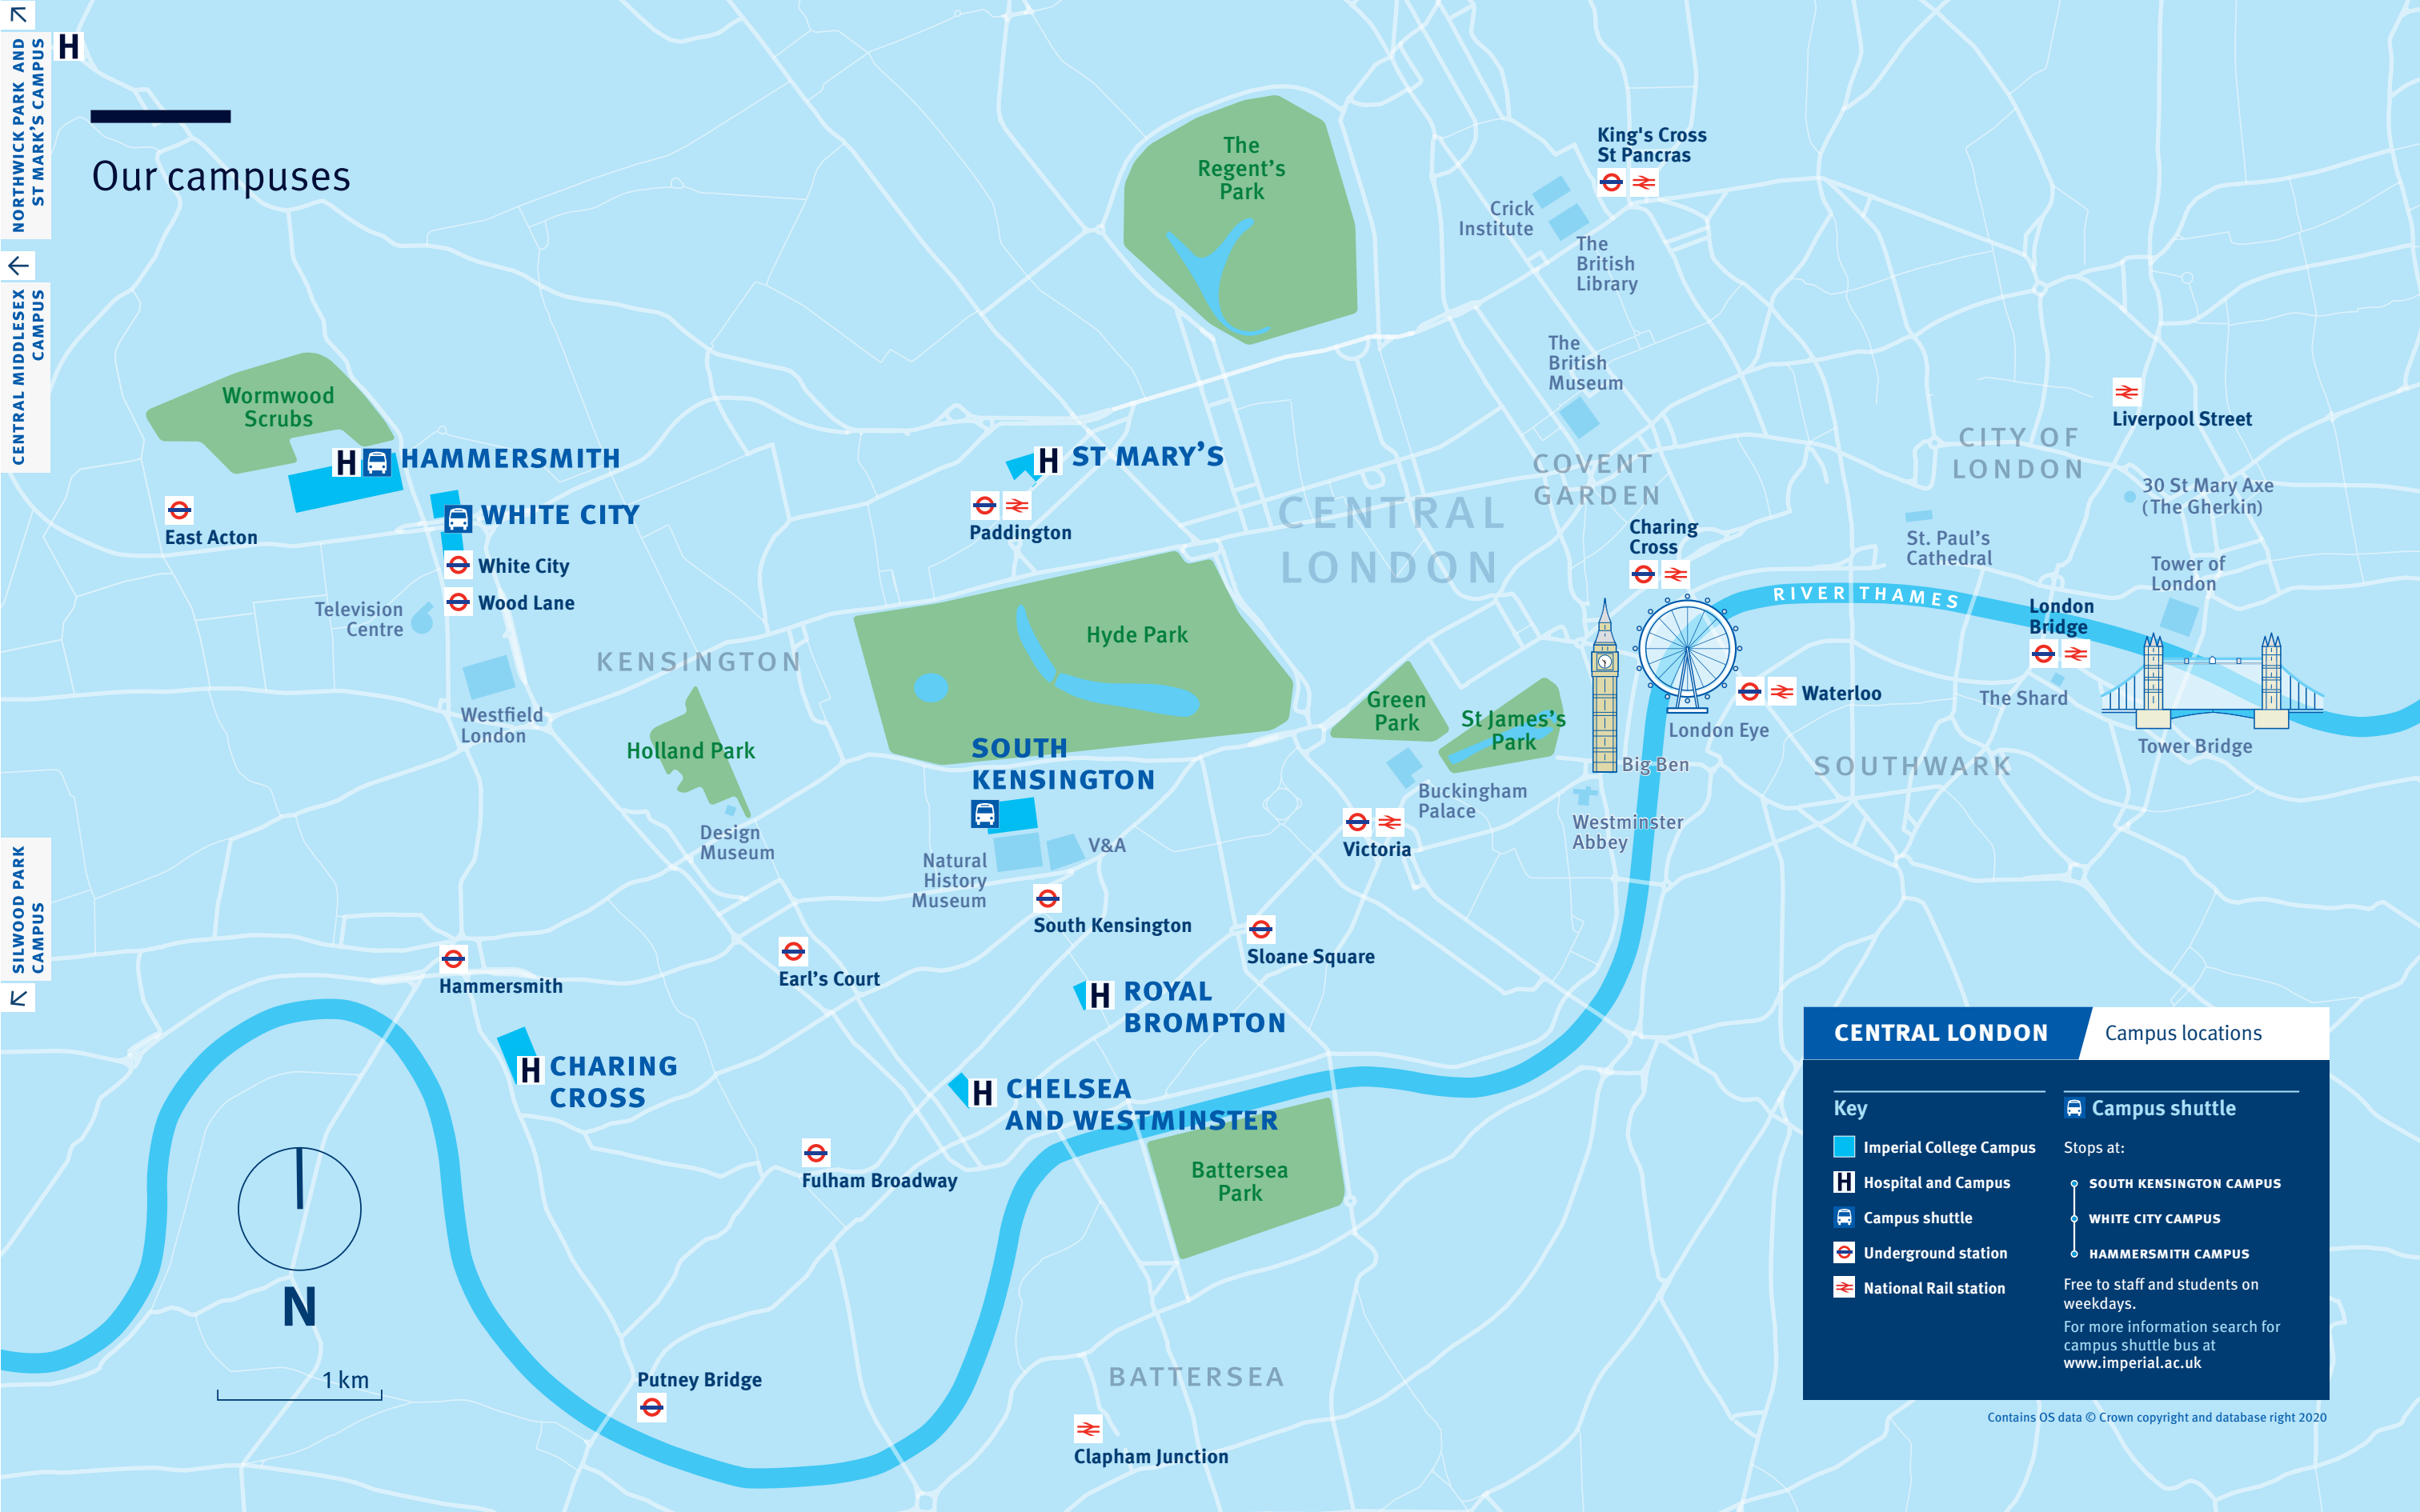 NORTHWICK PARK AND
ST MARK'S CAMPUS
H
Our campuses
CENTRAL MIDDLESEX
CAMPUS
SILWOOD PARK
CAMPUS
The
Regent's
Park
King's Cross
St Pancras
Crick
Institute
The
British
Library
The
British
Museum
Wormwood
Scrubs
H
HAMMERSMITH
WHITE CITY
East Acton
White City
Wood Lane
Television
Centre
Westfield
London
KENSINGTON
Holland Park
Design
Museum
H
ST MARY'S
Paddington
CENTRAL
LONDON
COVENT
GARDEN
Charing
Cross
CITY OF
LONDON
Liverpool Street
30 St Mary Axe
(The Gherkin)
St. Paul's
Cathedral
Tower of
London
RIVER THAMES
London
Bridge
The Shard
Tower Bridge
Waterloo
London Eye
Big Ben
SOUTHWARK
Hyde Park
Green
Park
St James's
Park
Buckingham
Palace
Westminster
Abbey
Victoria
SOUTH
KENSINGTON
Natural
History
Museum
V&A
South Kensington
Sloane Square
Earl's Court
Hammersmith
H
ROYAL
BROMPTON
H
CHARING
CROSS
H
CHELSEA
AND WESTMINSTER
Fulham Broadway
Battersea
Park
N
1 km
Putney Bridge
BATTERSEA
Clapham Junction
CENTRAL LONDON
Campus locations
Key
Imperial College Campus
H
Hospital and Campus
Campus shuttle
Underground station
National Rail station
Campus shuttle
Stops at:
SOUTH KENSINGTON CAMPUS
WHITE CITY CAMPUS
HAMMERSMITH CAMPUS
Free to staff and students on
weekdays.
For more information search for
campus shuttle bus at
www.imperial.ac.uk
Contains OS data © Crown copyright and database right 2020